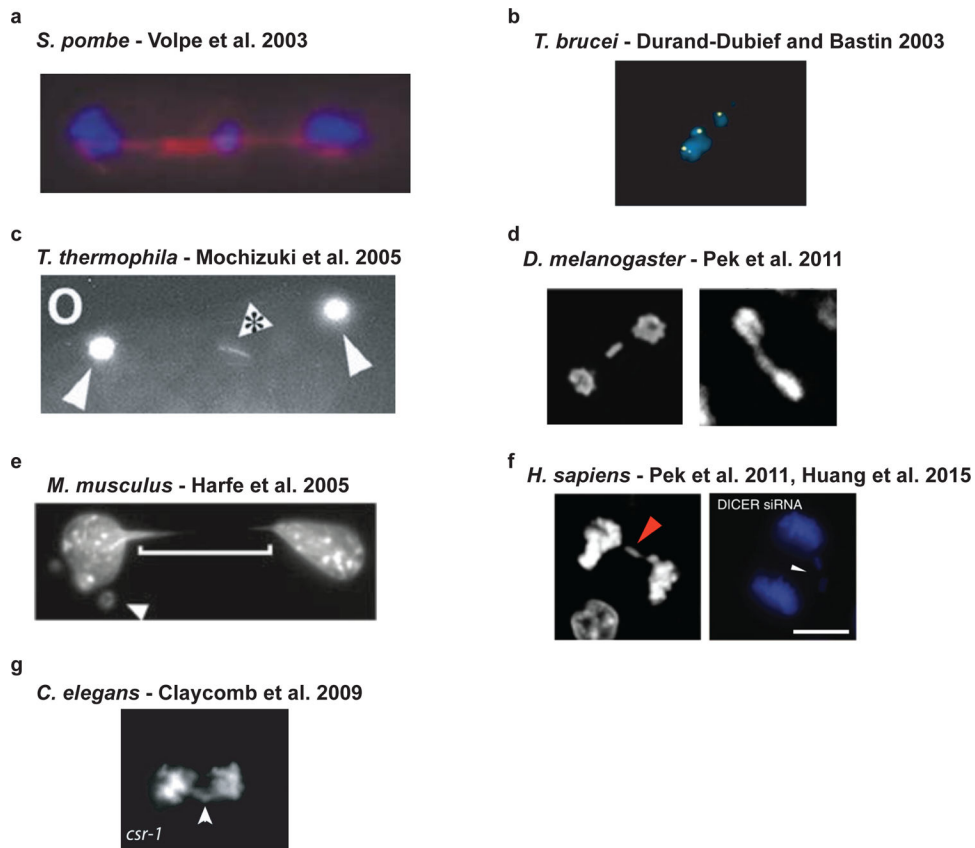 a
S. pombe - Volpe et al. 2003
b
T. brucei - Durand-Dubief and Bastin 2003
c
T. thermophila - Mochizuki et al. 2005
O
*
d
D. melanogaster - Pek et al. 2011
e
M. musculus - Harfe et al. 2005
f
H. sapiens - Pek et al. 2011, Huang et al. 2015
DICER siRNA
g
C. elegans - Claycomb et al. 2009
csr-1